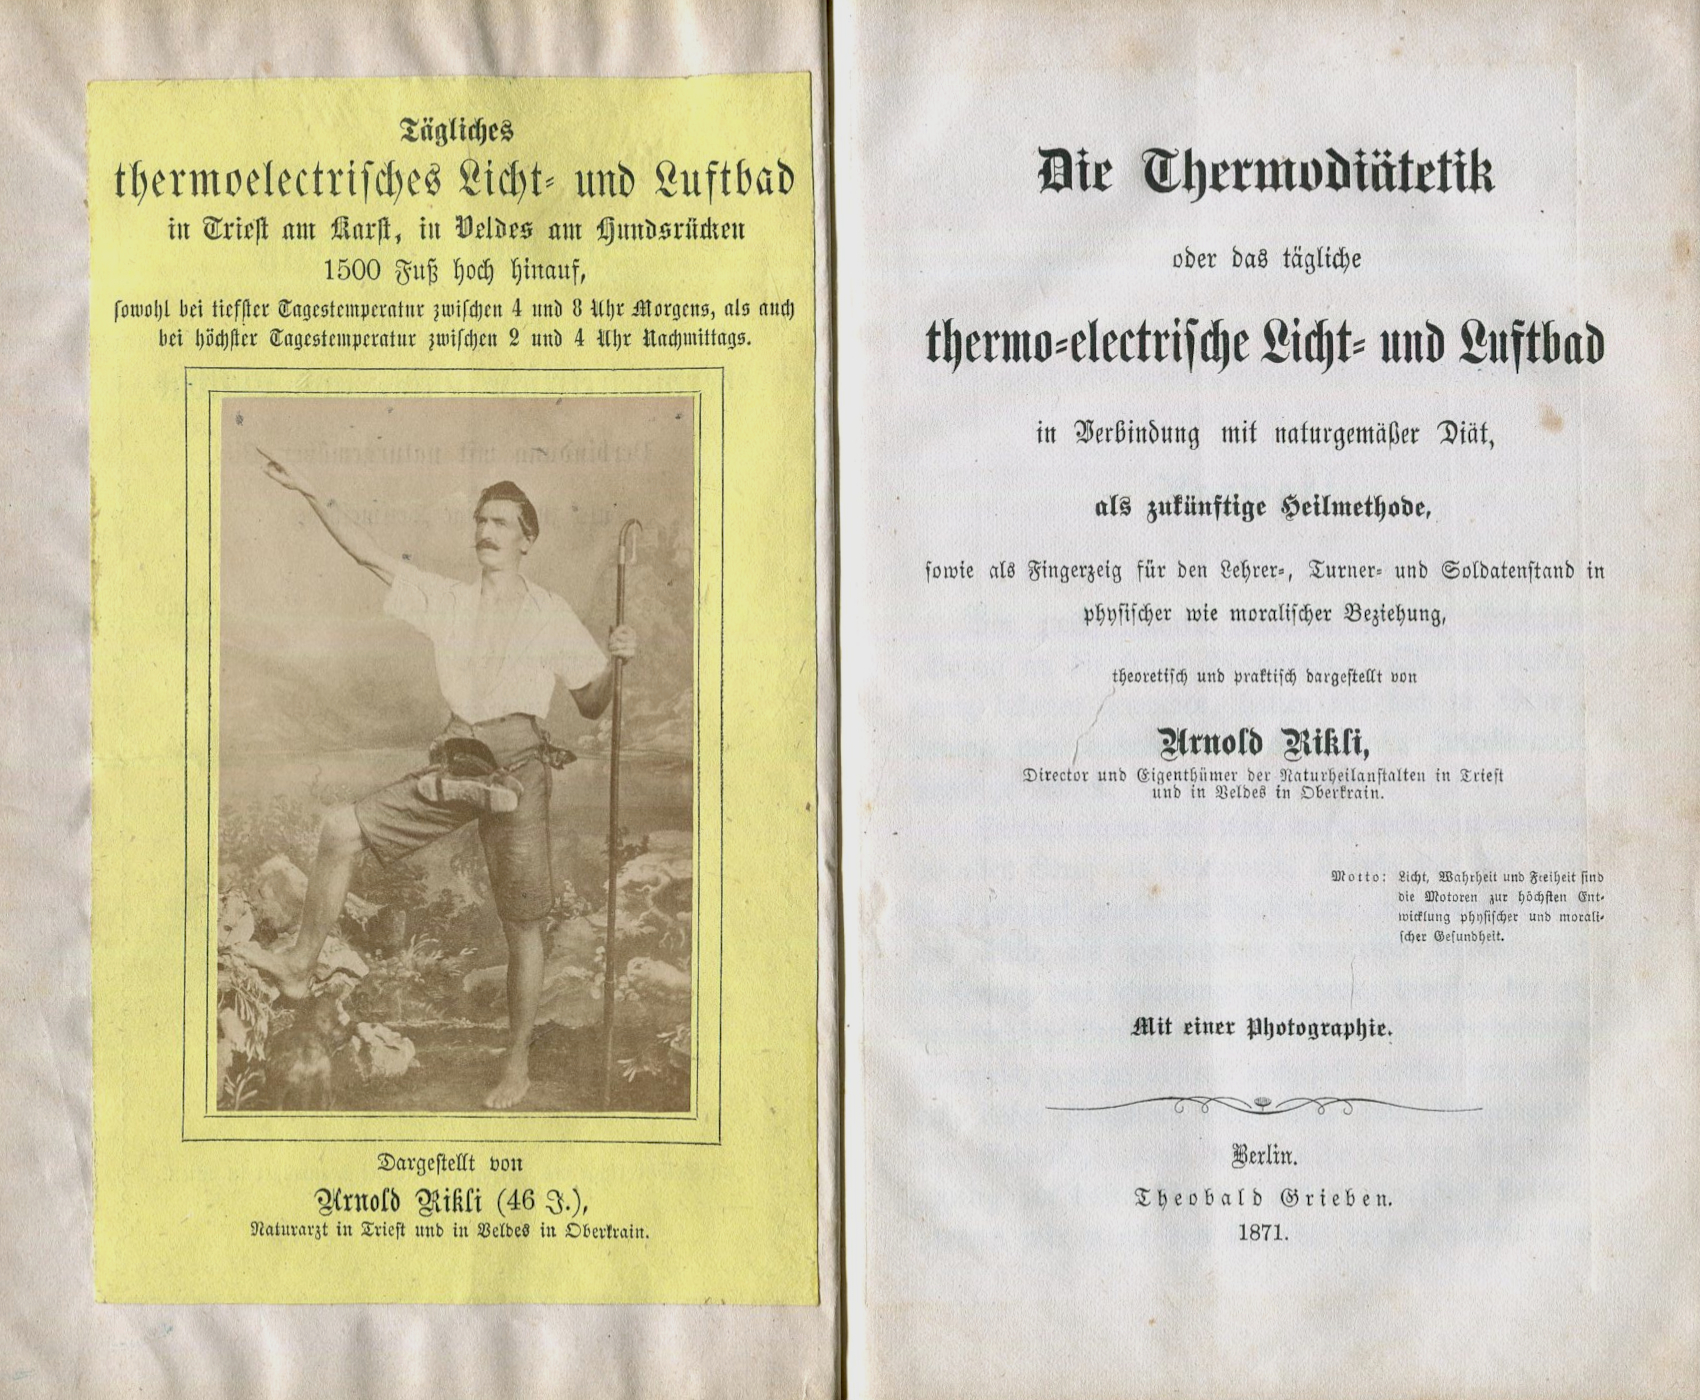 Tägliches
thermoelectrisches Licht- und Luftbad
in Triest am Karst, in Veldes am Hundsrücken
1500 Fuß hoch hinauf,
sowohl bei tiefster Tagestemperatur zwischen 4 und 8 Uhr Morgens, als auch
bei höchster Tagestemperatur zwischen 2 und 4 Uhr Nachmittags.
Dargestellt von
Arnold Rikli (46 J.),
Naturarzt in Triest und in Veldes in Oberkrain.
Die Thermodiätetik
oder das tägliche
thermo-electrische Licht- und Luftbad
in Verbindung mit naturgemäßer Diät,
als zukünftige Heilmethode,
sowie als Fingerzeig für den Lehrer-, Turner- und Soldatenstand in
physischer wie moralischer Beziehung,
theoretisch und praktisch dargestellt von
Arnold Rikli,
Director und Eigenthümer der Naturheilanstalten in Triest
und in Veldes in Oberkrain.
Motto: Licht, Wahrheit und Freiheit sind
die Motoren zur höchsten Ent-
wicklung physischer und morali-
scher Gesundheit.
Mit einer Photographie.
Berlin.
Theobald Grieben.
1871.